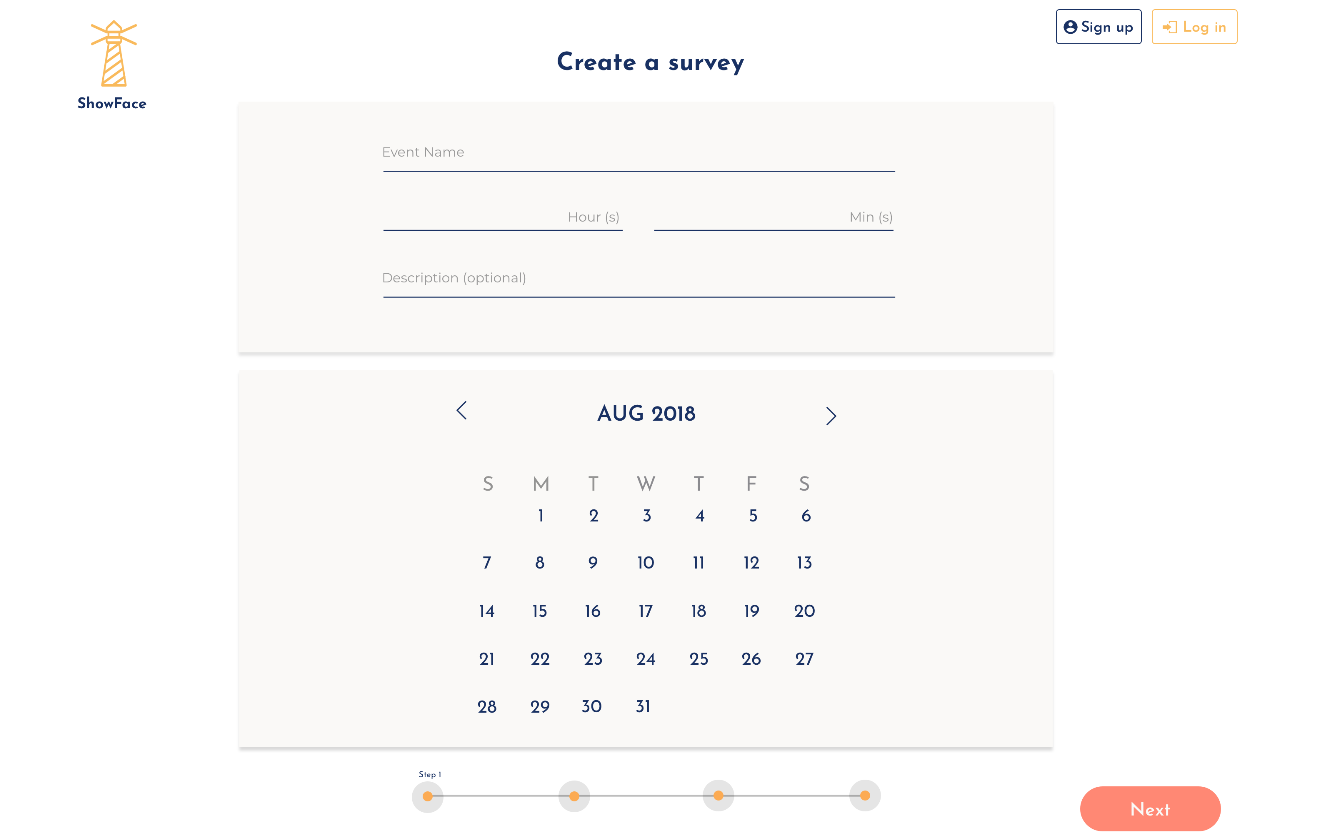 Sign up
Log in
Create a survey
ShowFace
Event Name
Hour (s)
Min (s)
Description (optional)
AUG 2018
S M T W T F S
1 2 3 4 5 6
7 8 9 10 11 12 13
14 15 16 17 18 19 20
21 22 23 24 25 26 27
28 29 30 31
Step 1
Next